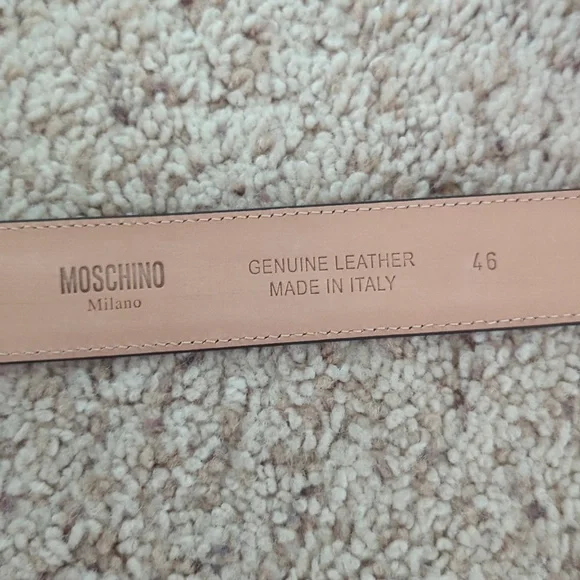 MOSCHINO
Milano
GENUINE LEATHER
MADE IN ITALY
46